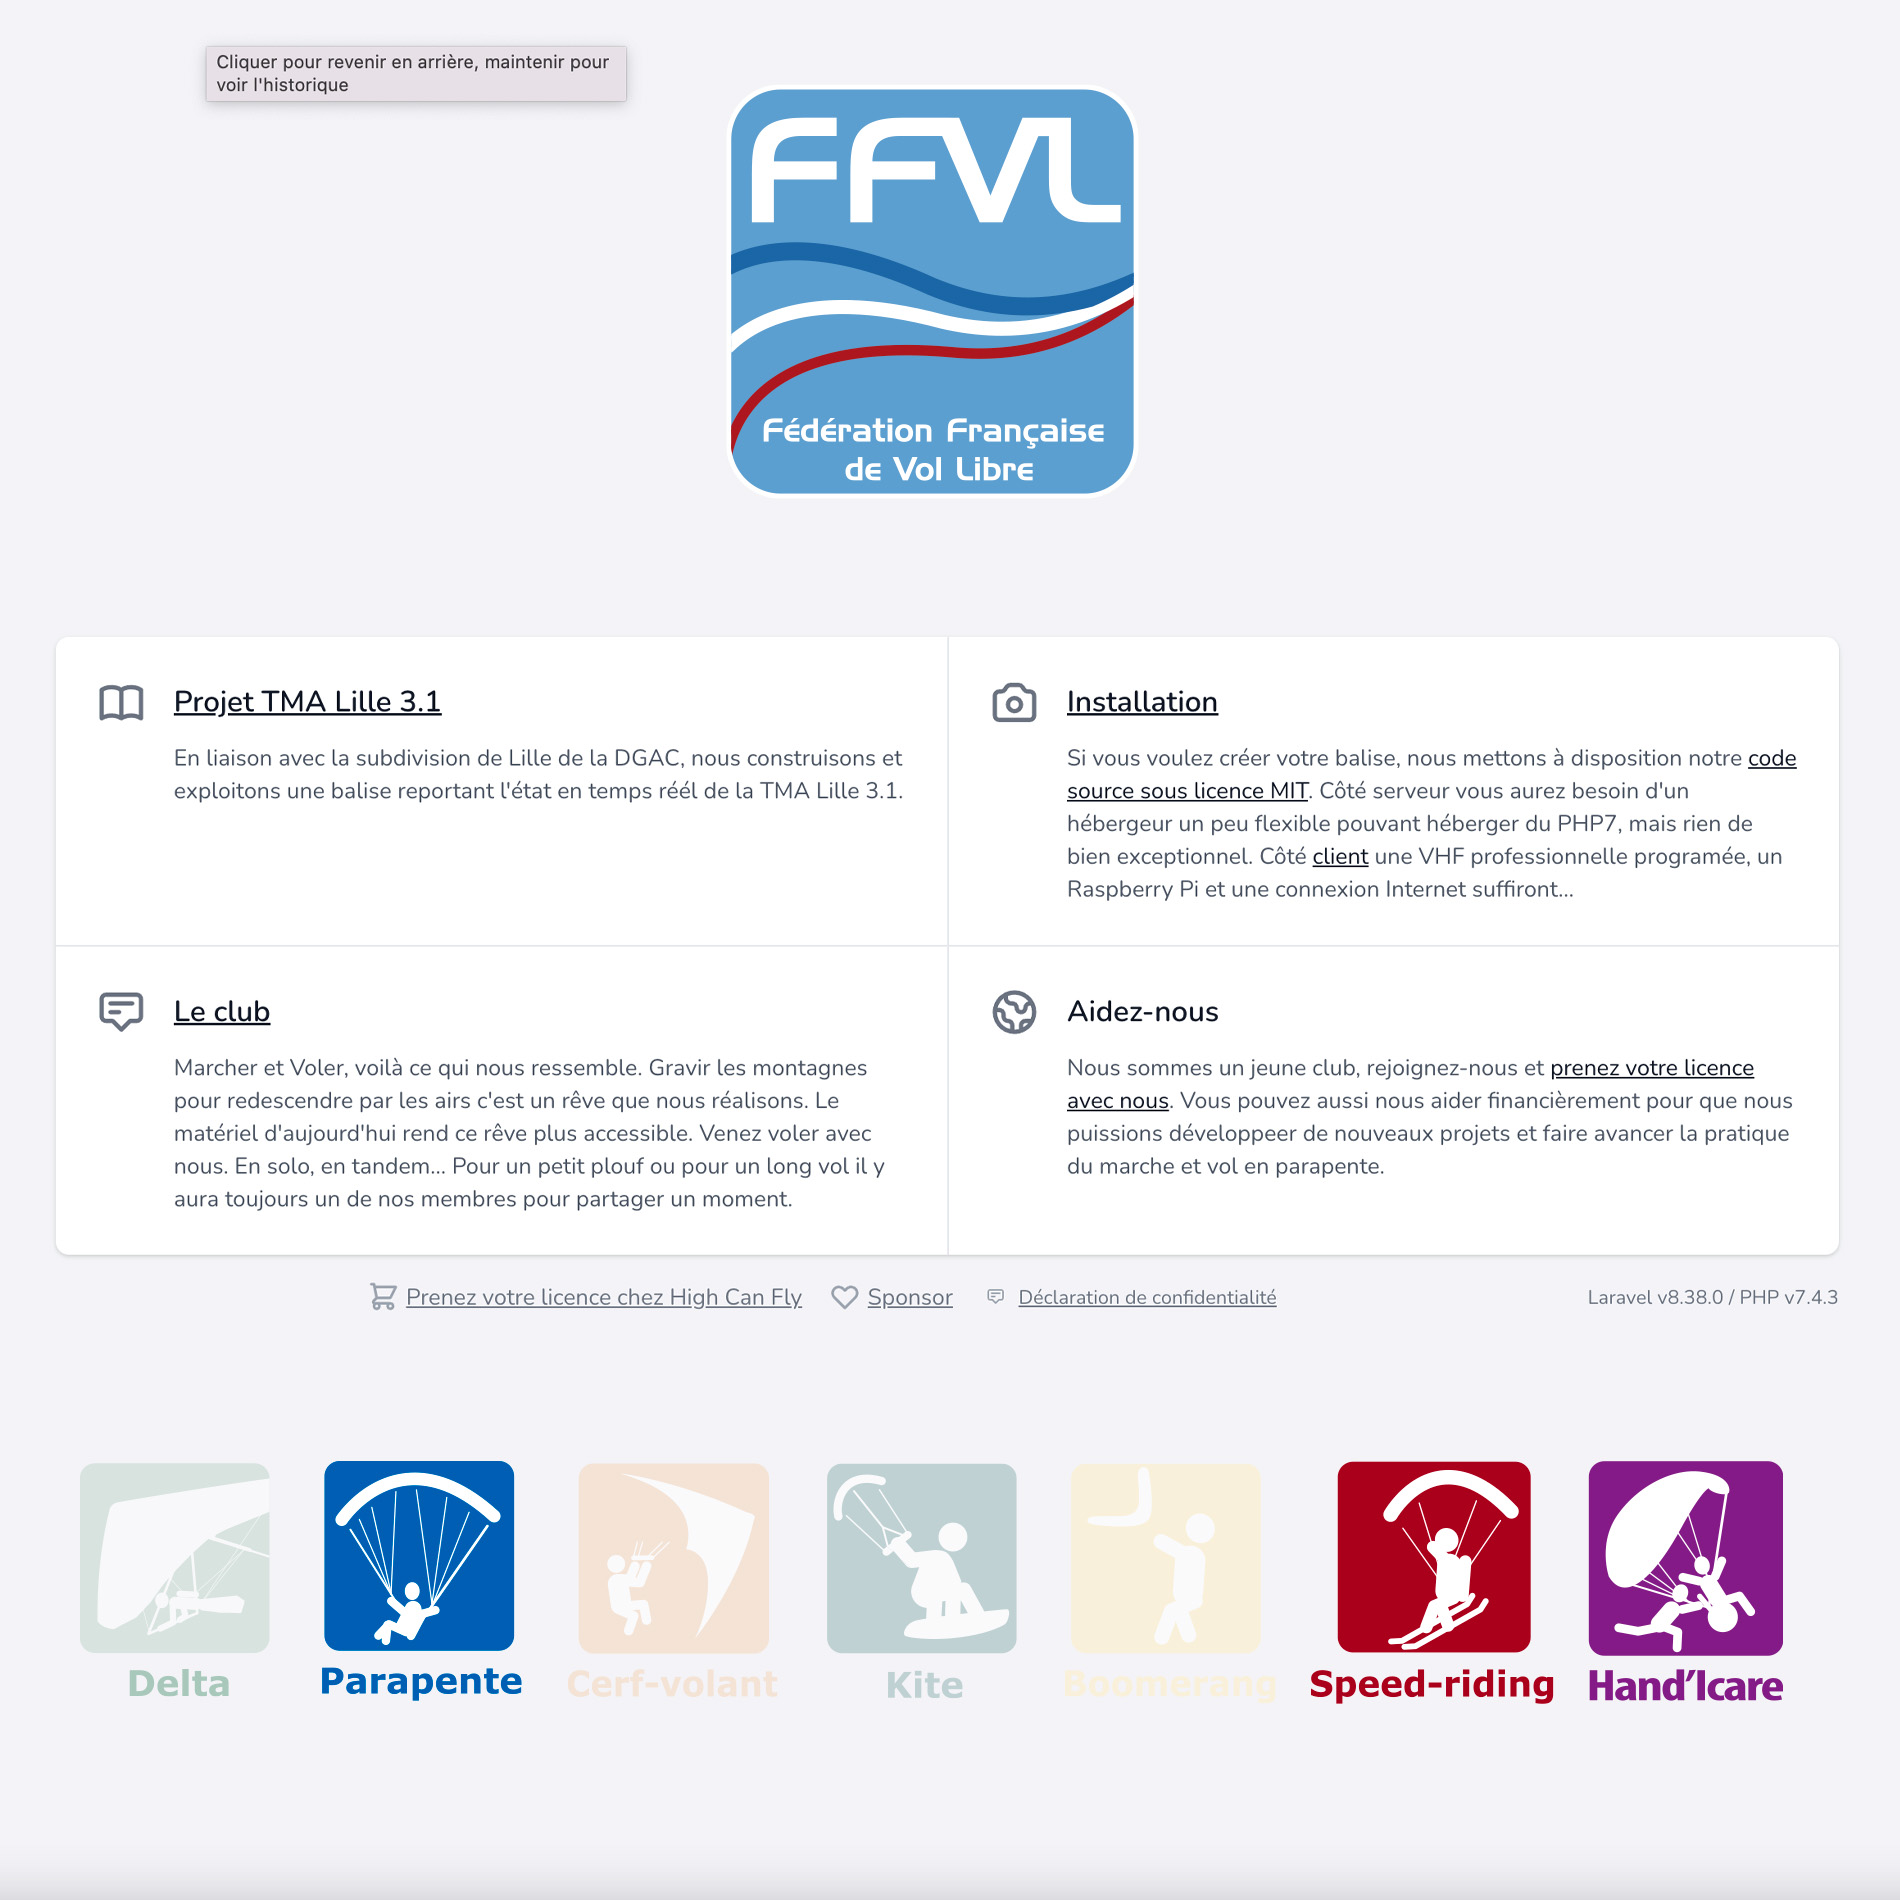 Cliquer pour revenir en arrière, maintenir pour
voir l'historique
FFVL
Fédération Française
de Vol Libre
Projet TMA Lille 3.1
En liaison avec la subdivision de Lille de la DGAC, nous construisons et
exploitons une balise reportant l'état en temps réél de la TMA Lille 3.1.
Installation
Si vous voulez créer votre balise, nous mettons à disposition notre code
source sous licence MIT. Côté serveur vous aurez besoin d'un
hébergeur un peu flexible pouvant héberger du PHP7, mais rien de
bien exceptionnel. Côté client une VHF professionnelle programée, un
Raspberry Pi et une connexion Internet suffiront...
Le club
Marcher et Voler, voilà ce qui nous ressemble. Gravir les montagnes
pour redescendre par les airs c'est un rêve que nous réalisons. Le
matériel d'aujourd'hui rend ce rêve plus accessible. Venez voler avec
nous. En solo, en tandem... Pour un petit plouf ou pour un long vol il y
aura toujours un de nos membres pour partager un moment.
Aidez-nous
Nous sommes un jeune club, rejoignez-nous et prenez votre licence
avec nous. Vous pouvez aussi nous aider financièrement pour que nous
puissions développeer de nouveaux projets et faire avancer la pratique
du marche et vol en parapente.
Prenez votre licence chez High Can Fly
Sponsor
Déclaration de confidentialité
Laravel v8.38.0 / PHP v7.4.3
Delta
Parapente
Cerf-volant
Kite
Boomerang
Speed-riding
Hand'Icare